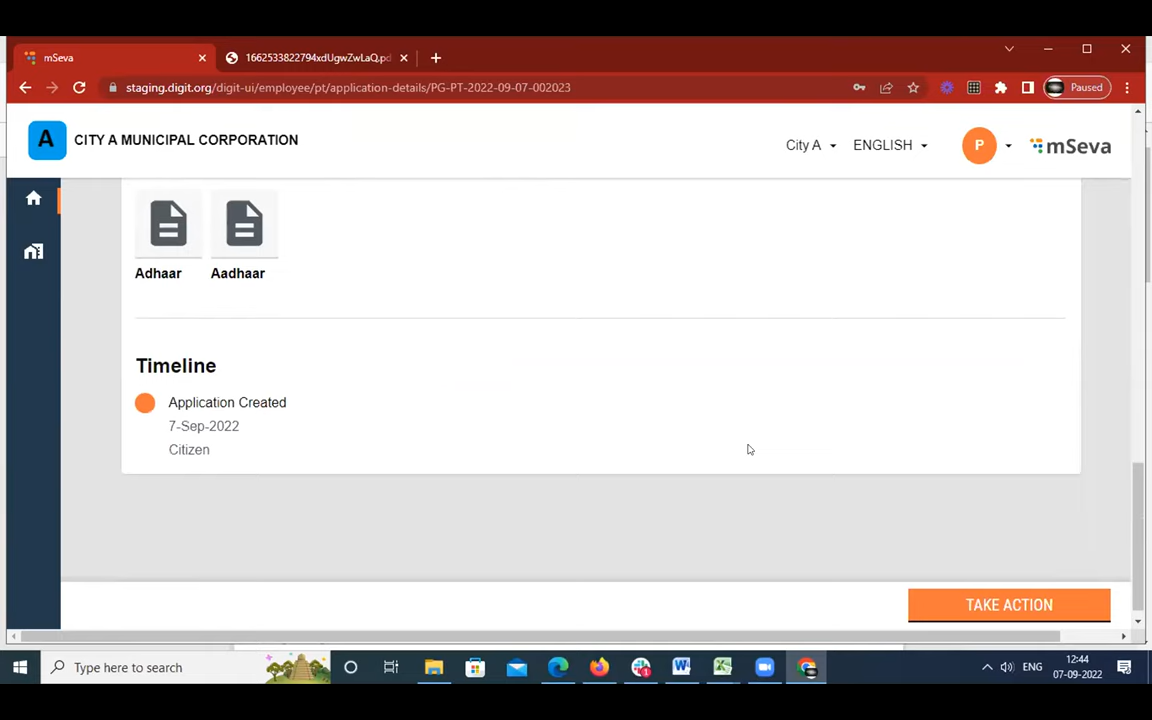 mSeva
1662533822794xdUgwZwLaQ.pd
staging.digit.org/digit-ui/employee/pt/application-details/PG-PT-2022-09-07-002023
Paused
A
CITY A MUNICIPAL CORPORATION
City A
ENGLISH
P
mSeva
Adhaar
Aadhaar
Timeline
Application Created
7-Sep-2022
Citizen
TAKE ACTION
Type here to search
ENG
12:44
07-09-2022